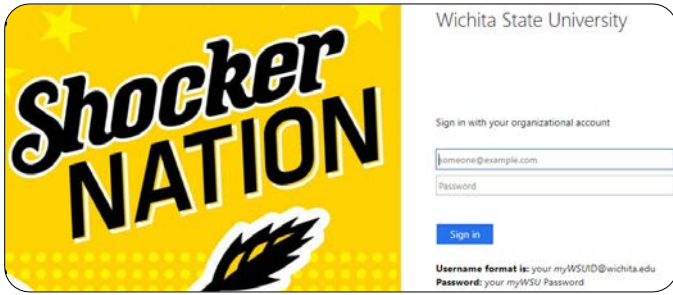 Shocker
NATION
Wichita State University
Sign in with your organizational account
someone@example.com
Password
Sign in
Username format is: your myWSUID@wichita.edu
Password: your myWSU Password